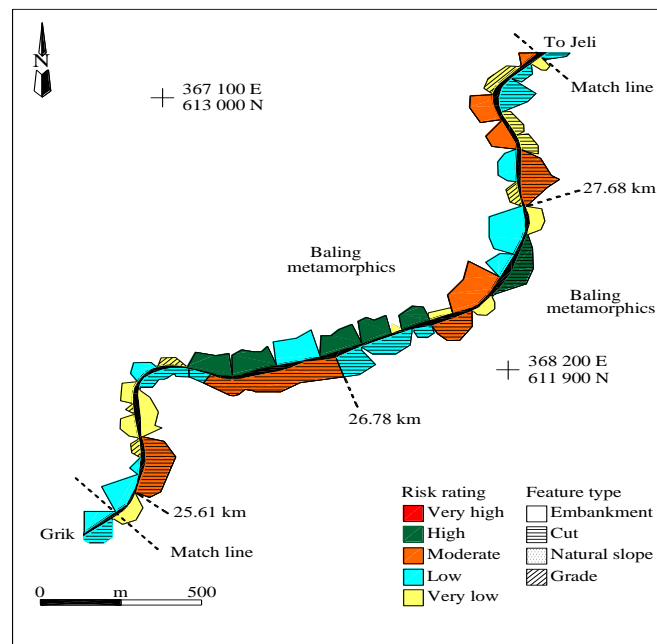 To Jeli
N
367 100 E
613 000 N
Match line
27.68 km
Baling
metamorphics
Baling
metamorphics
368 200 E
611 900 N
26.78 km
25.61 km
Grik
Match line
Risk rating
Very high
High
Moderate
Low
Very low
Feature type
Embankment
Cut
Natural slope
Grade
0 m 500